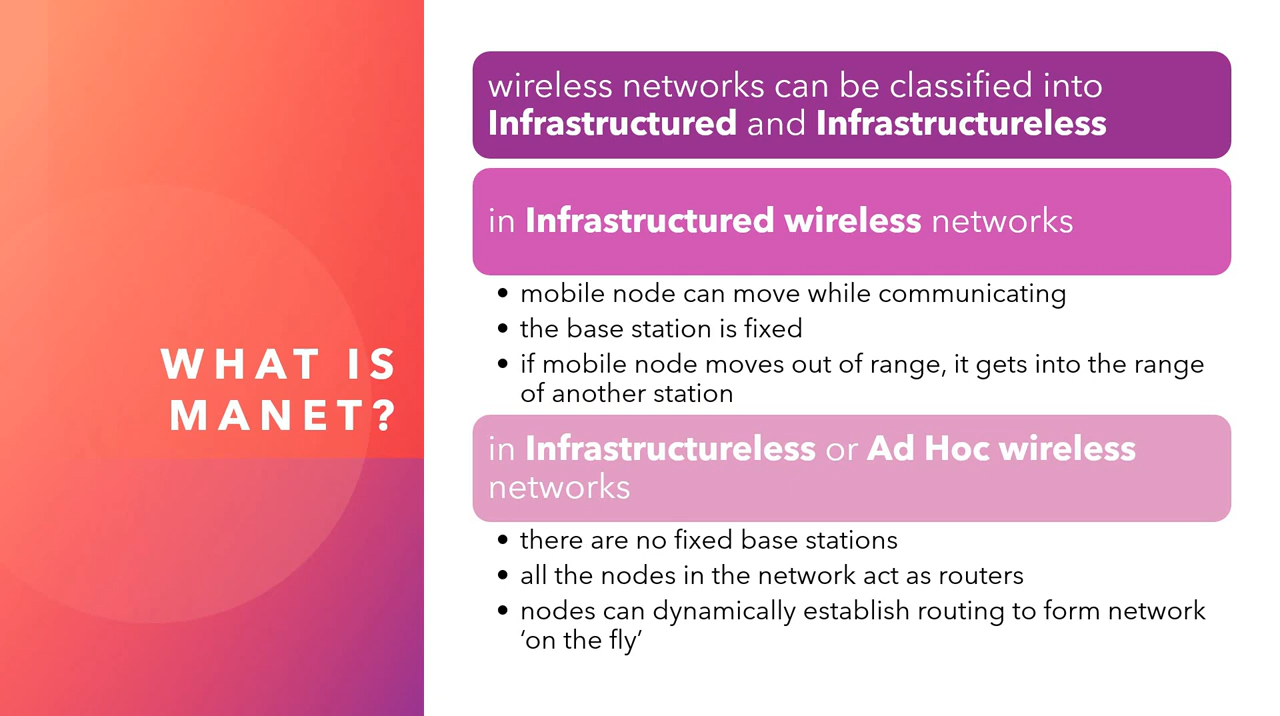 WHAT IS
MANET?
wireless networks can be classified into
Infrastructured and Infrastructureless
in Infrastructured wireless networks
• mobile node can move while communicating
• the base station is fixed
• if mobile node moves out of range, it gets into the range
of another station
in Infrastructureless or Ad Hoc wireless
networks
• there are no fixed base stations
• all the nodes in the network act as routers
• nodes can dynamically establish routing to form network
‘on the fly’